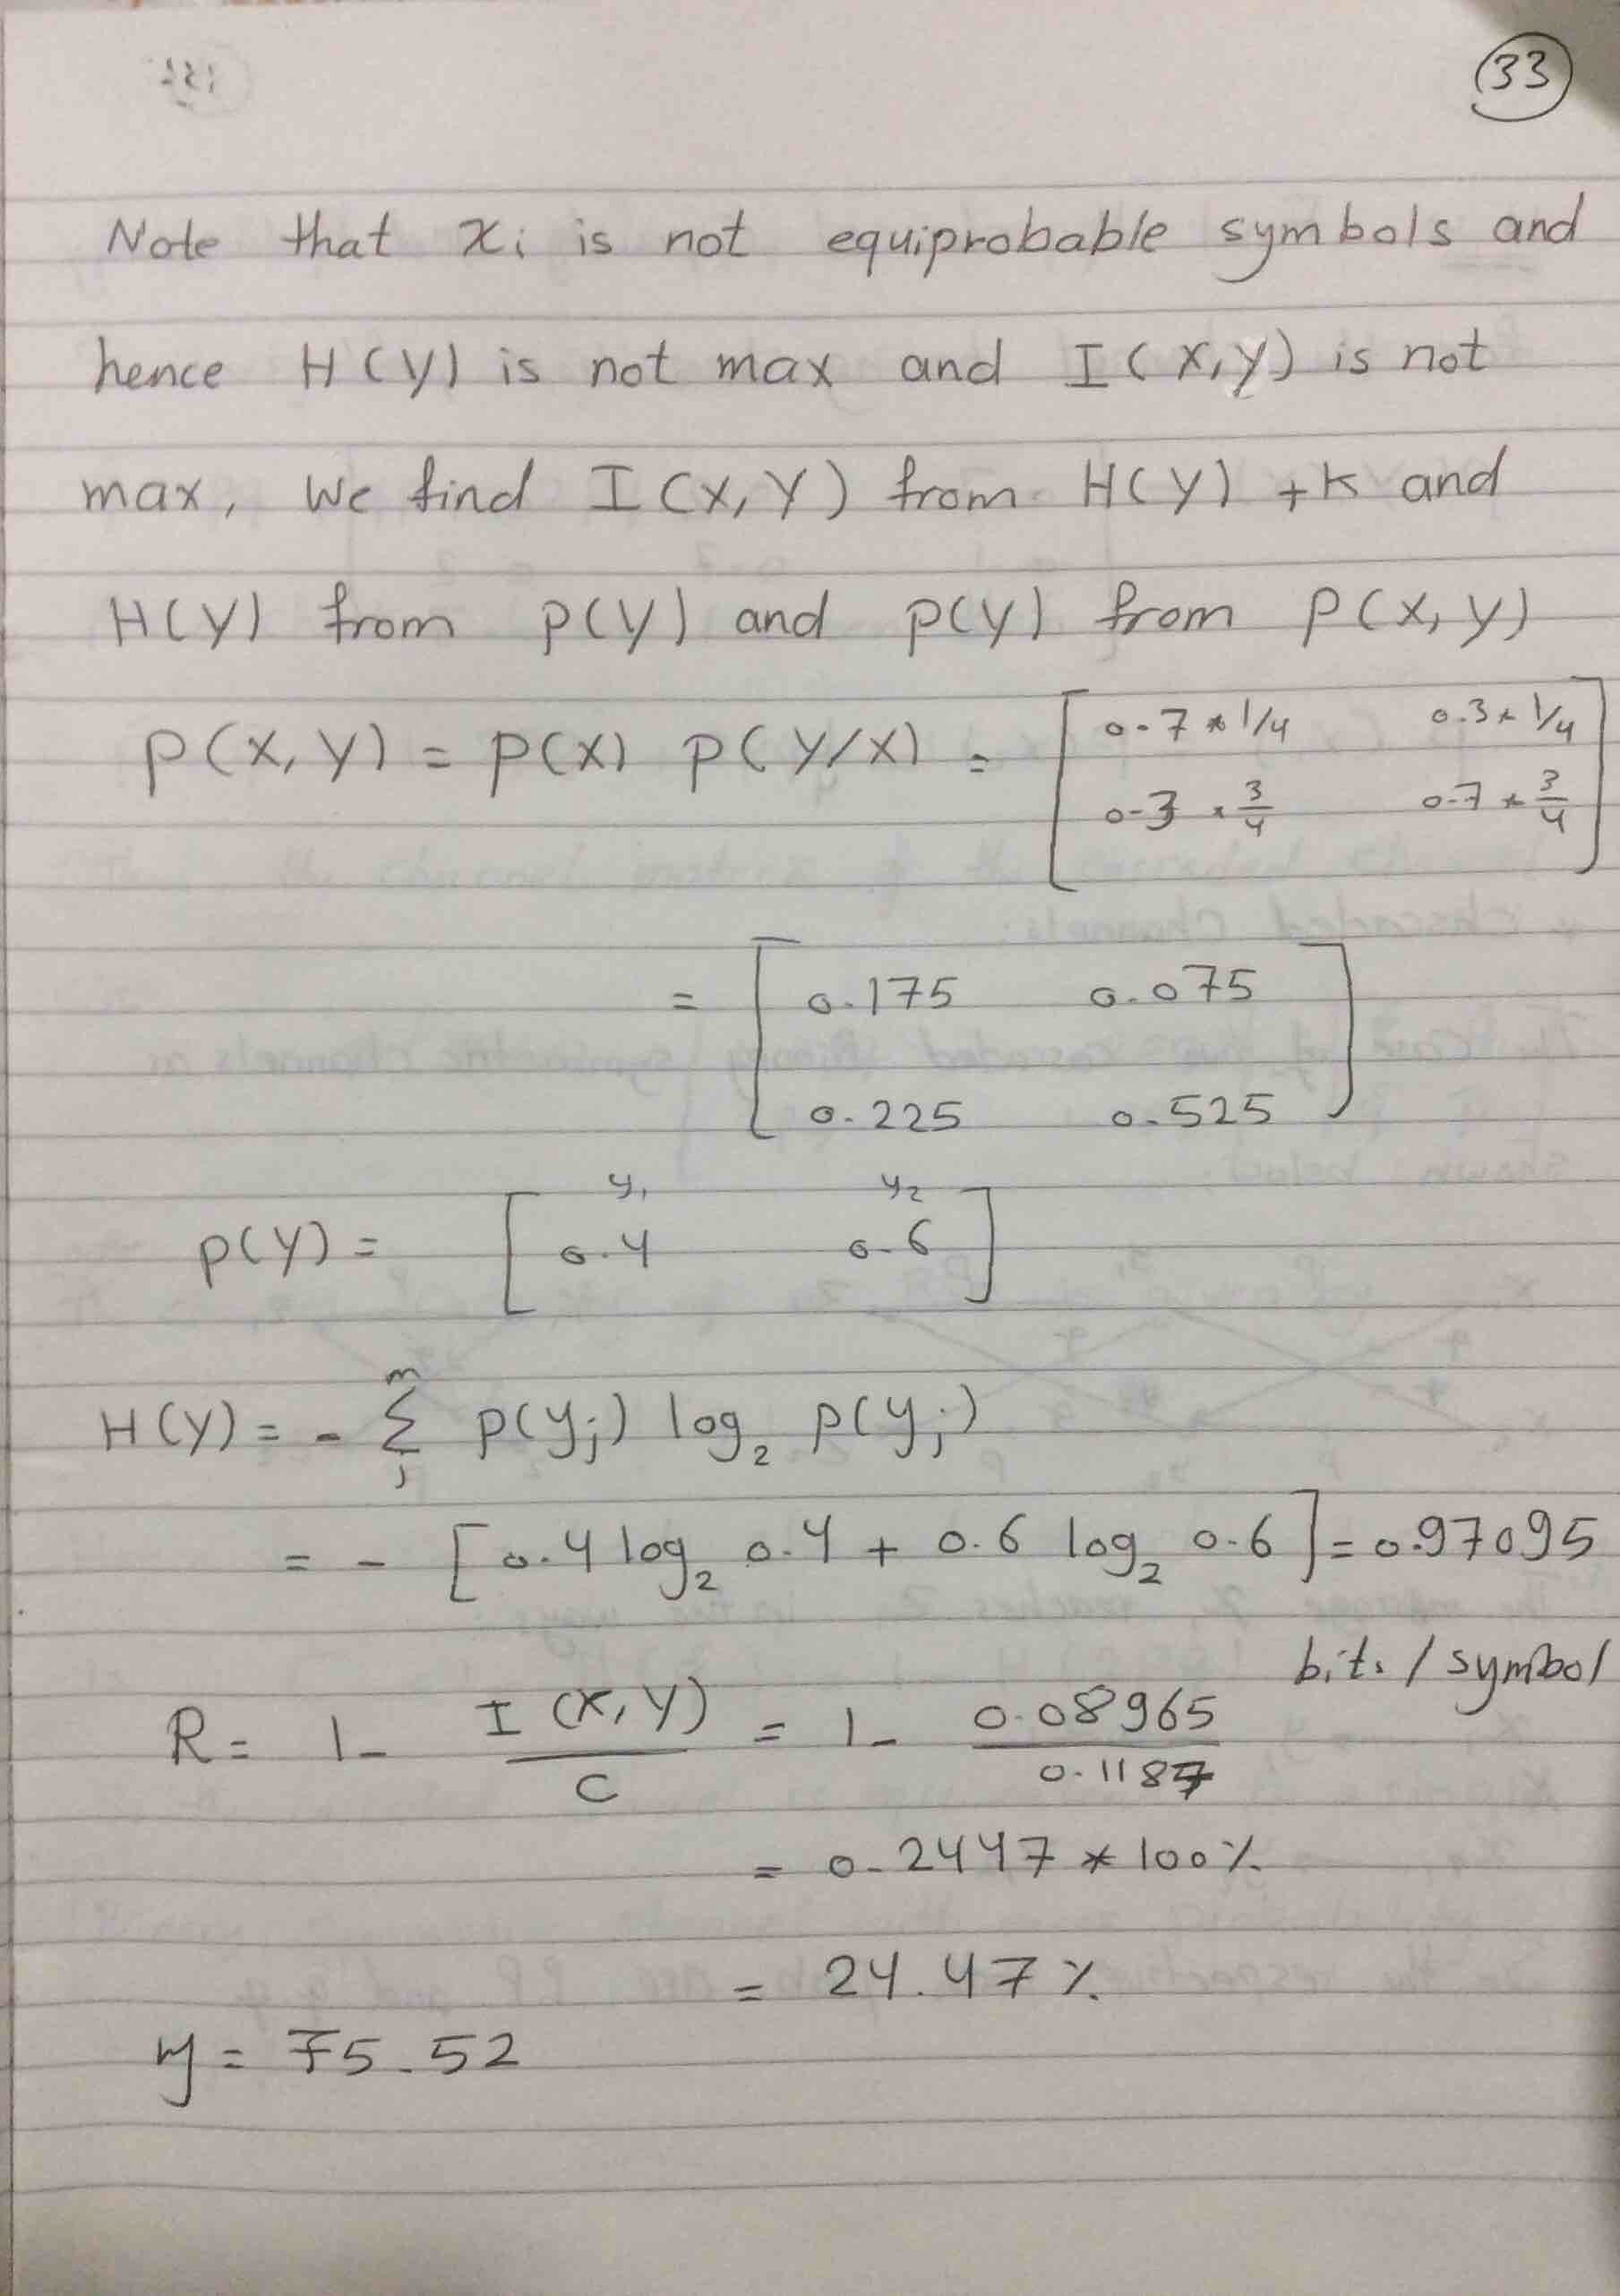 33
Note that xi is not equiprobable symbols and
hence H(Y) is not max and I(X,Y) is not
max, We find I(X,Y) from H(Y) + K and
H(Y) from p(Y) and p(Y) from P(X,Y)
P(X,Y) = p(X) p(Y/X) = [ 0.7 * 1/4 0.3 * 1/4
0.3 * 3/4 0.7 * 3/4 ]
= [ 0.175 0.075
0.225 0.525 ]
y1 y2
p(Y) = [ 0.4 0.6 ]
H(Y) = - m Σ j p(yj) log2 p(yj)
= - [ 0.4 log2 0.4 + 0.6 log2 0.6 ] = 0.97095
bits / symbol
R = 1 - I(X,Y) / C = 1 - 0.08965 / 0.1187
= 0.2447 * 100%
= 24.47 %
η = 75.52